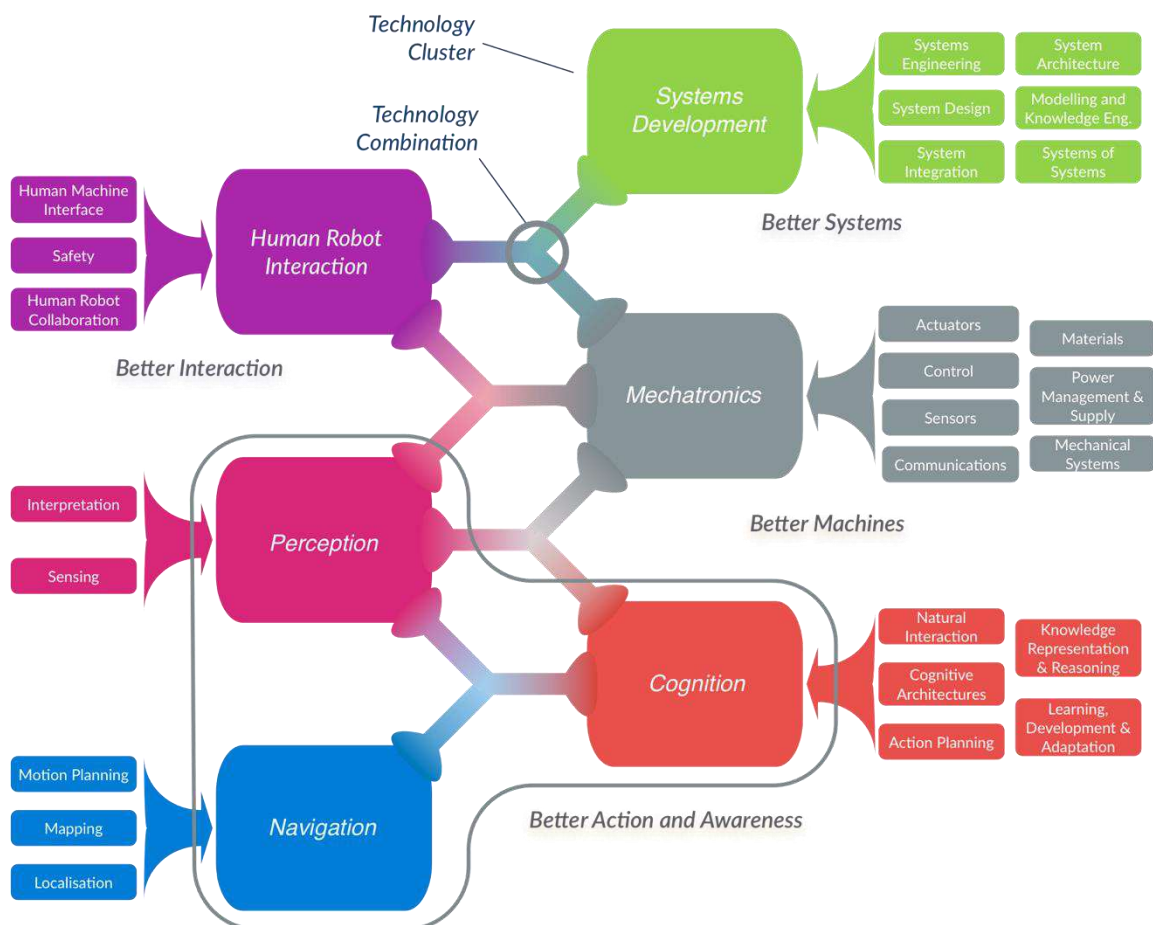 Technology
Cluster
Technology
Combination
Systems
Development
Systems
Engineering
System
Architecture
System Design
Modelling and
Knowledge Eng.
System
Integration
Systems of
Systems
Better Systems
Human Machine
Interface
Safety
Human Robot
Collaboration
Human Robot
Interaction
Better Interaction
Mechatronics
Actuators
Materials
Control
Power
Management &
Supply
Sensors
Communications
Mechanical
Systems
Better Machines
Interpretation
Sensing
Perception
Cognition
Natural
Interaction
Knowledge
Representation
& Reasoning
Cognitive
Architectures
Learning,
Development &
Adaptation
Action Planning
Motion Planning
Mapping
Localisation
Navigation
Better Action and Awareness